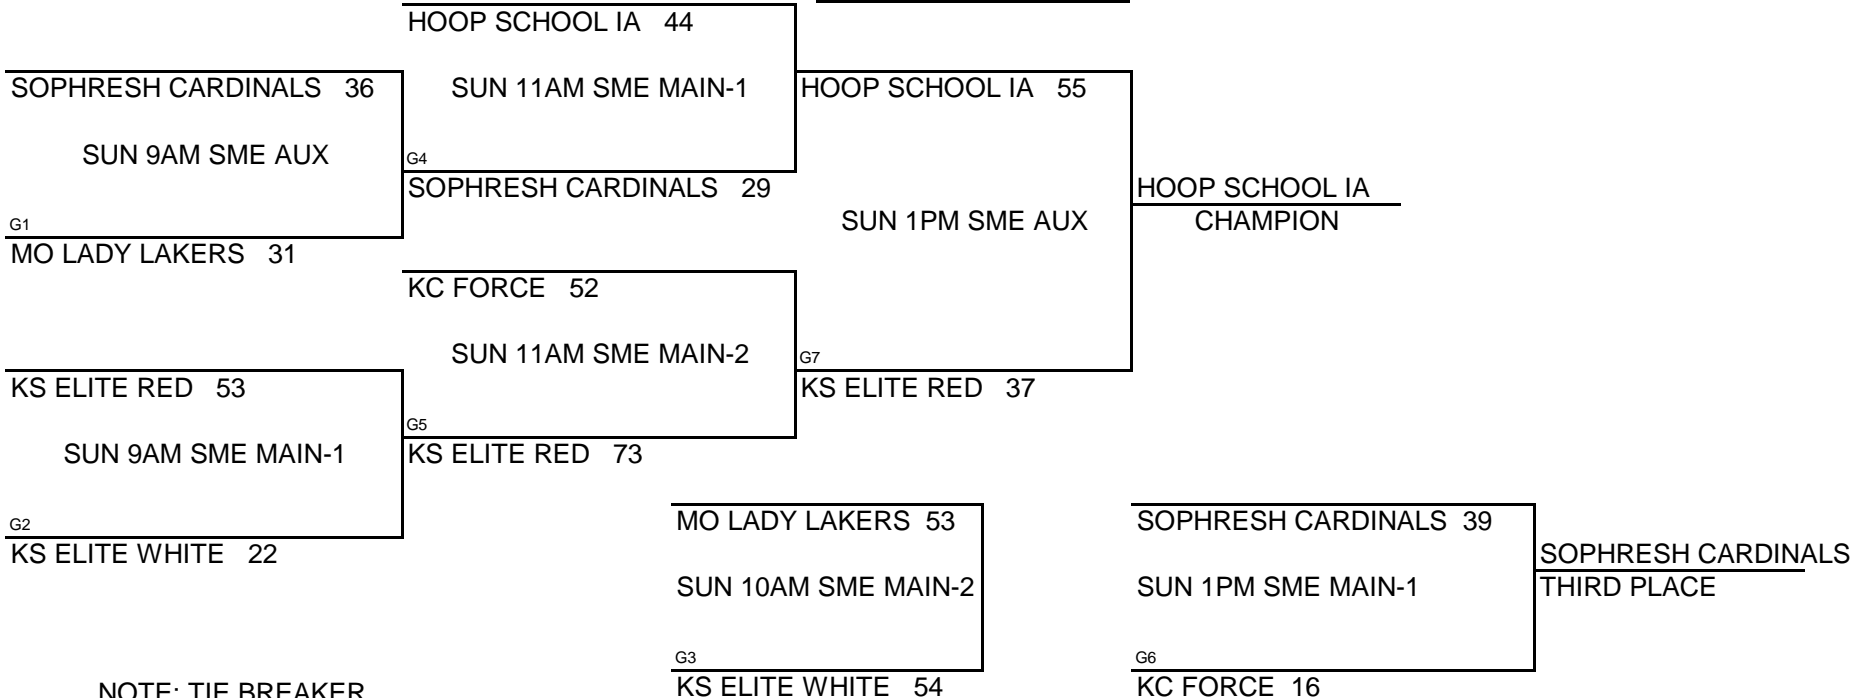 HOOP SCHOOL IA 44
SOPHRESH CARDINALS 36
SUN 11AM SME MAIN-1
HOOP SCHOOL IA 55
SUN 9AM SME AUX
G4
SOPHRESH CARDINALS 29
HOOP SCHOOL IA
G1
SUN 1PM SME AUX
CHAMPION
MO LADY LAKERS 31
KC FORCE 52
SUN 11AM SME MAIN-2
G7
KS ELITE RED 53
KS ELITE RED 37
G5
SUN 9AM SME MAIN-1
KS ELITE RED 73
G2
MO LADY LAKERS 53
SOPHRESH CARDINALS 39
KS ELITE WHITE 22
SOPHRESH CARDINALS
SUN 10AM SME MAIN-2
SUN 1PM SME MAIN-1
THIRD PLACE
G3
G6
NOTE: TIE BREAKER
KS ELITE WHITE 54
KC FORCE 16